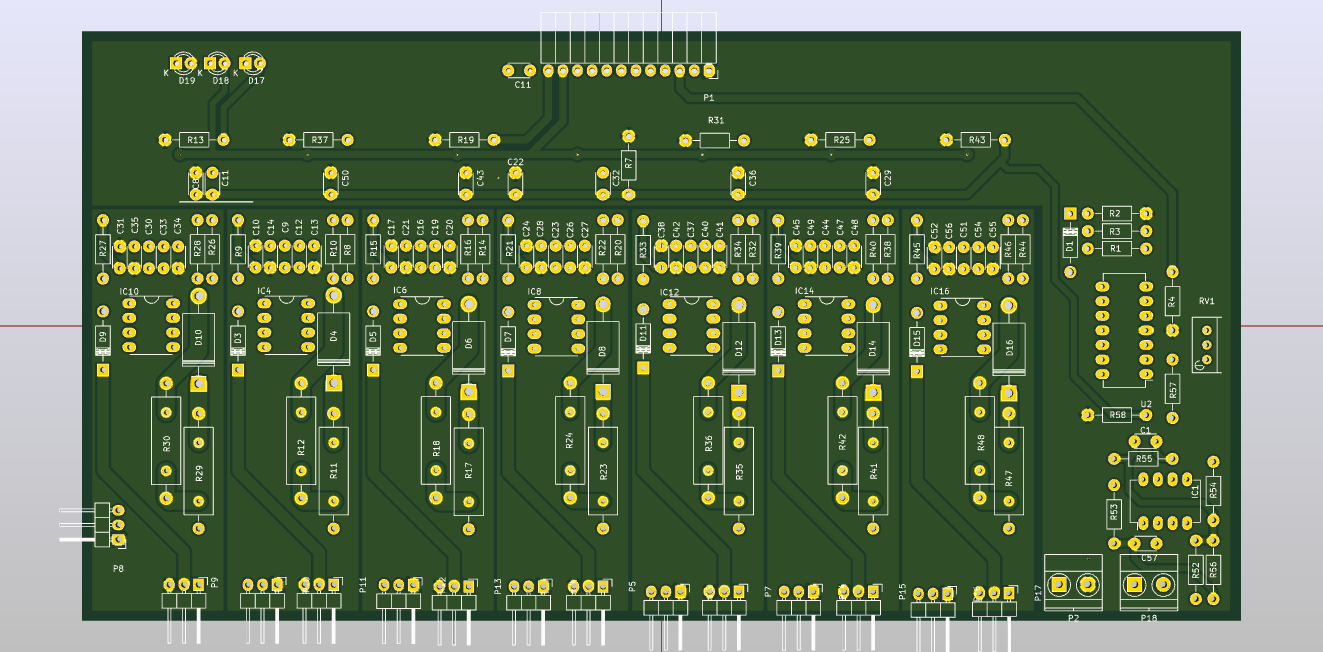 K D19 K D18 K D17
C11
P1
R13 R37 R19 R31 R25 R43
R7
C11 C50 C43 C22 C32 C36 C29
R27 C31 C35 C30 C33 C34 R28 R26
R9 C10 C14 C9 C12 C13 R10 R8
R15 C17 C21 C16 C19 C20 R16 R14
R21 C24 C28 C23 C26 C27 R22 R20
R33 C38 C42 C37 C40 C41 R34 R32
R39 C45 C49 C44 C47 C48 R40 R38
R45 C52 C56 C51 C54 C55 R46 R44
D1 R2
R3
R1
IC10 IC4 IC6 IC8 IC12 IC14 IC16
D9 D10 D3 D4 D5 D6 D7 D8 D11 D12 D13 D14 D15 D16
R4 RV1
R57
R58 U2
R30 R29 R12 R11 R18 R17 R24 R23 R36 R35 R42 R41 R48 R47
C1
R55
R53 IC1 R54
C57
R52 R56
P8
P9 P11 P13 P5 P7 P15 P17
P2 P18